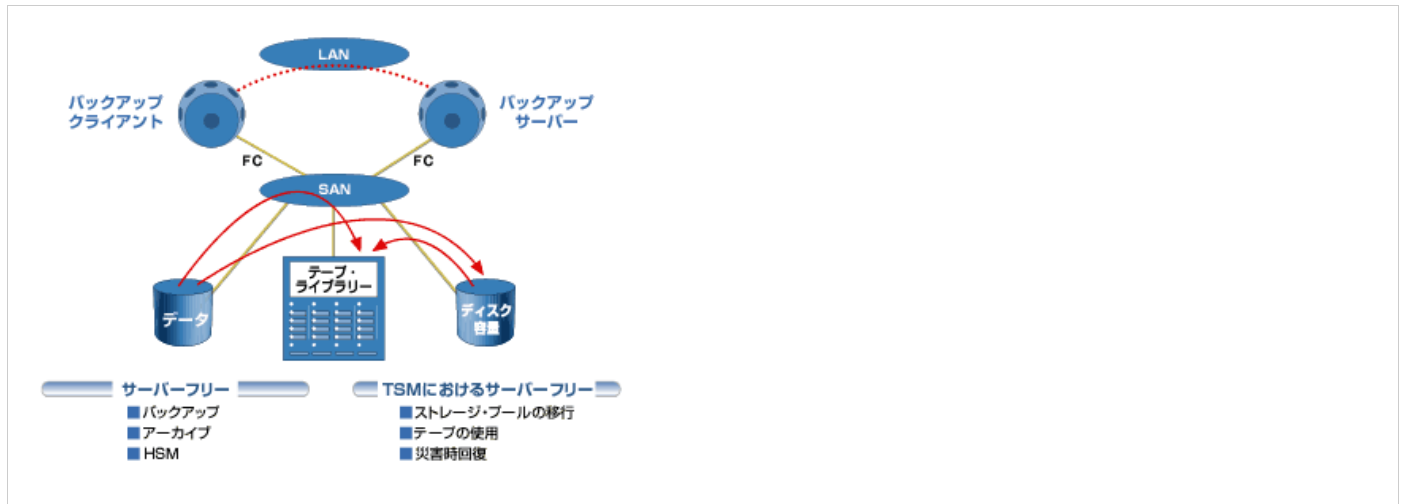 LAN
バックアップ
クライアント
バックアップ
サーバー
FC
FC
SAN
テープ・
ライブラリー
データ
ディスク
容量
サーバーフリー
■バックアップ
■アーカイブ
■HSM
TSMにおけるサーバーフリー
■ストレージ・プールの移行
■テープの使用
■災害時回復